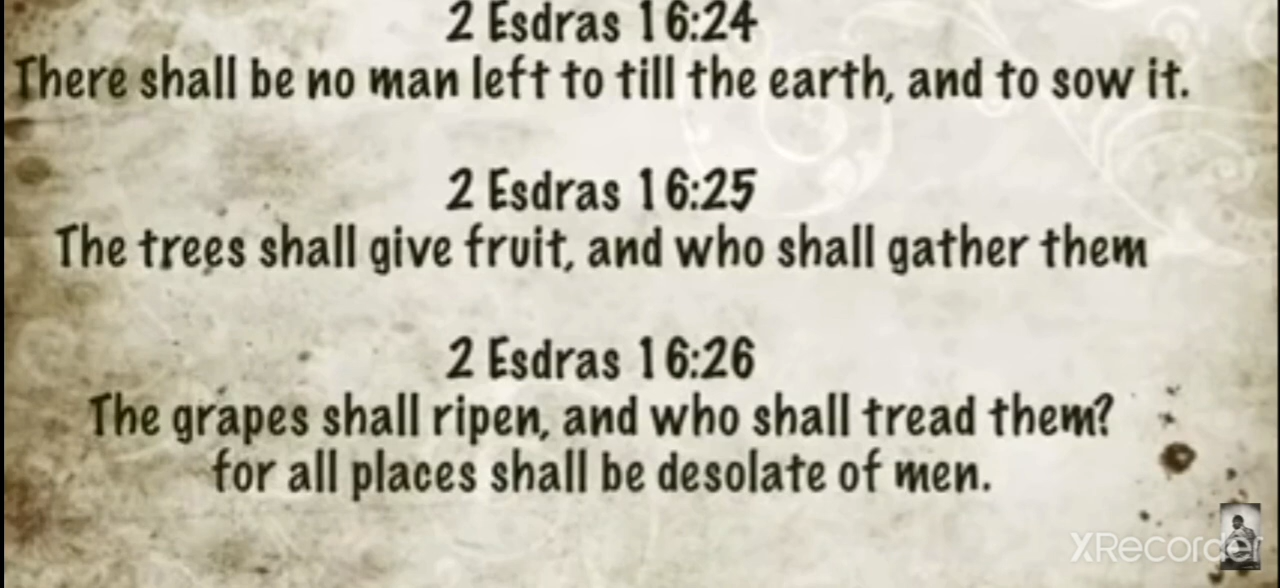 2 Esdras 16:24
There shall be no man left to till the earth, and to sow it.
2 Esdras 16:25
The trees shall give fruit, and who shall gather them
2 Esdras 16:26
The grapes shall ripen, and who shall tread them?
for all places shall be desolate of men.
XRecorder